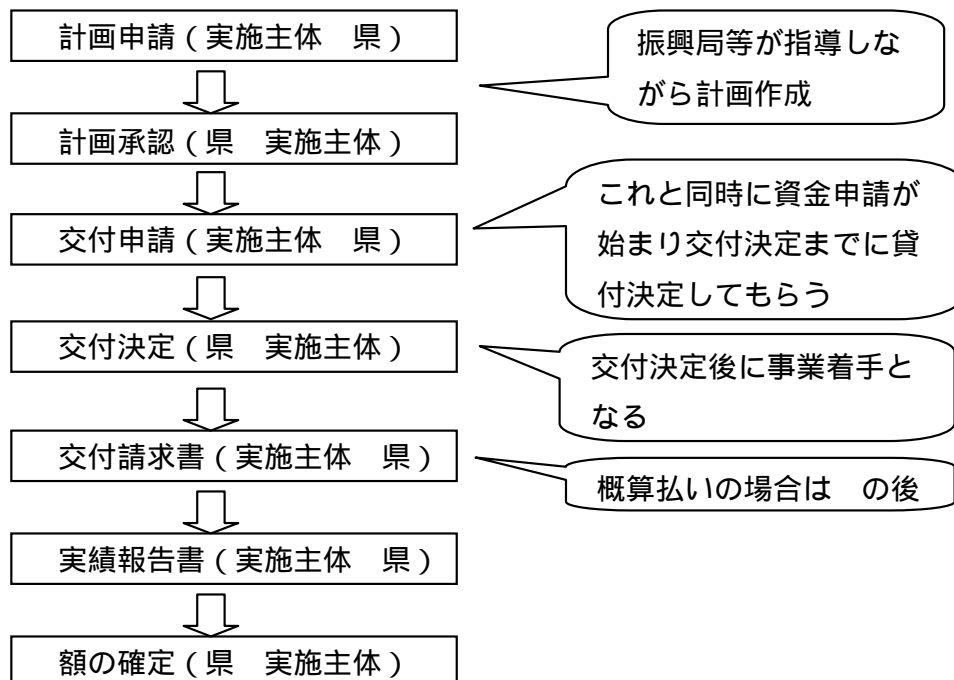 計画申請（実施主体　県）
振興局等が指導しな
がら計画作成
計画承認（県　実施主体）
交付申請（実施主体　県）
これと同時に資金申請が
始まり交付決定までに貸
付決定してもらう
交付決定（県　実施主体）
交付決定後に事業着手と
なる
交付請求書（実施主体　県）
概算払いの場合は　の後
実績報告書（実施主体　県）
額の確定（県　実施主体）